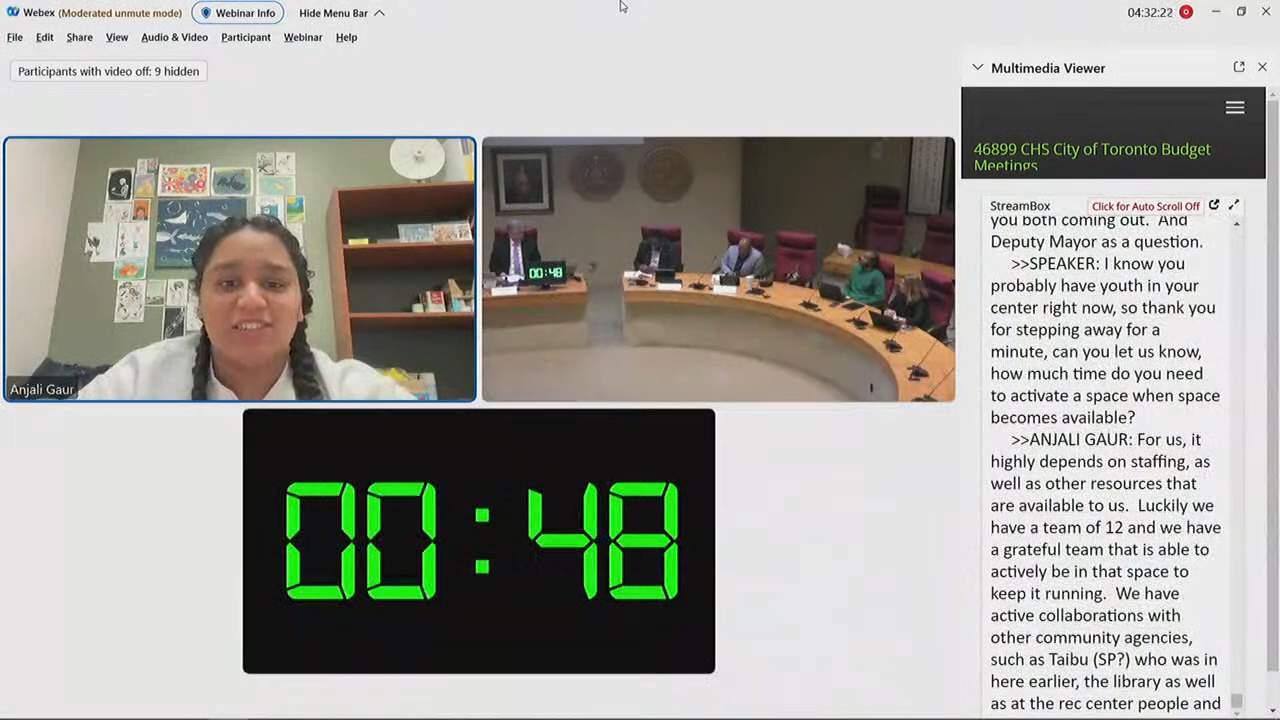 Webex (Moderated unmute mode) Webinar Info Hide Menu Bar 04:32:22
File Edit Share View Audio & Video Participant Webinar Help
Participants with video off: 9 hidden
Anjali Gaur
00:48
00:48
Multimedia Viewer
46899 CHS City of Toronto Budget
Meetings
StreamBox Click for Auto Scroll Off
you both coming out. And
Deputy Mayor as a question.
>>SPEAKER: I know you
probably have youth in your
center right now, so thank you
for stepping away for a
minute, can you let us know,
how much time do you need
to activate a space when space
becomes available?
>>ANJALI GAUR: For us, it
highly depends on staffing, as
well as other resources that
are available to us. Luckily we
have a team of 12 and we have
a grateful team that is able to
actively be in that space to
keep it running. We have
active collaborations with
other community agencies,
such as Taibu (SP?) who was in
here earlier, the library as well
as at the rec center people and